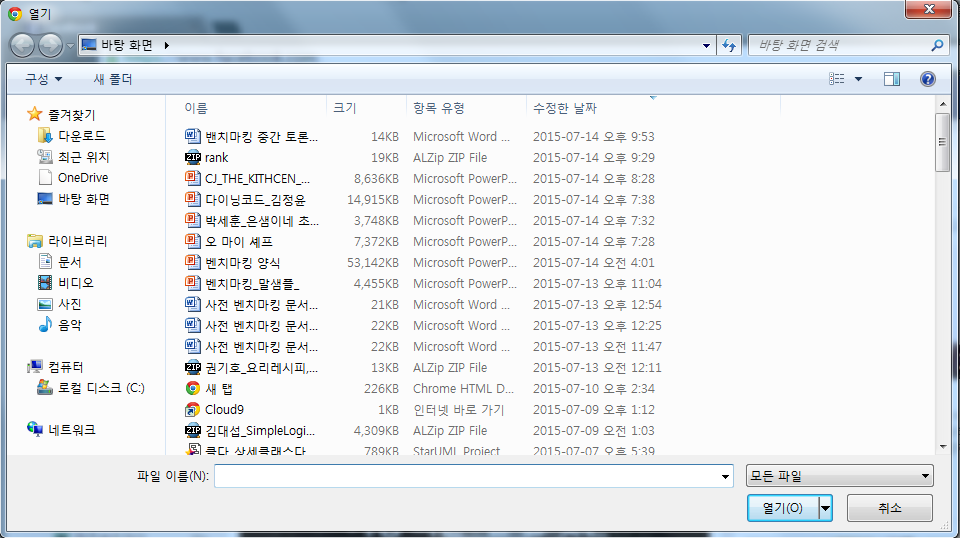 열기
바탕 화면
바탕 화면 검색
구성 새 폴더
즐겨찾기
다운로드
최근 위치
OneDrive
바탕 화면
라이브러리
문서
비디오
사진
음악
컴퓨터
로컬 디스크 (C:)
네트워크
이름 크기 항목 유형 수정한 날짜
밴치마킹 중간 토론... 14KB Microsoft Word ... 2015-07-14 오후 9:53
rank 19KB ALZip ZIP File 2015-07-14 오후 9:29
CJ_THE_KITHCEN_... 8,636KB Microsoft PowerP... 2015-07-14 오후 8:28
다이닝코드_김정윤 14,915KB Microsoft PowerP... 2015-07-14 오후 7:38
박세훈_은샘이네 초... 3,748KB Microsoft PowerP... 2015-07-14 오후 7:32
오 마이 셰프 7,372KB Microsoft PowerP... 2015-07-14 오후 7:28
벤치마킹 양식 53,142KB Microsoft PowerP... 2015-07-14 오전 4:01
벤치마킹_말샘플_ 4,455KB Microsoft PowerP... 2015-07-13 오후 11:04
사전 벤치마킹 문서... 21KB Microsoft Word ... 2015-07-13 오후 12:54
사전 벤치마킹 문서... 22KB Microsoft Word ... 2015-07-13 오후 12:25
사전 벤치마킹 문서... 22KB Microsoft Word ... 2015-07-13 오전 11:47
권기호_요리레시피,... 13KB ALZip ZIP File 2015-07-13 오전 12:11
새 탭 226KB Chrome HTML D... 2015-07-10 오후 2:34
Cloud9 1KB 인터넷 바로 가기 2015-07-09 오후 1:12
김대섭_SimpleLogi... 4,309KB ALZip ZIP File 2015-07-09 오전 1:03
상세클래스다 789KB StarUML Project 2015-07-07 오후 5:39
파일 이름(N): 모든 파일
열기(O) 취소